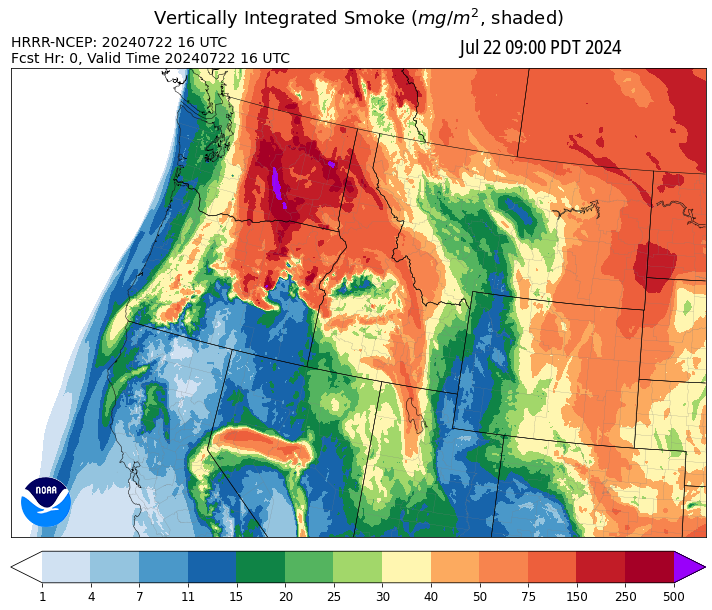 Vertically Integrated Smoke (mg/m², shaded)
HRRR-NCEP: 20240722 16 UTC
Jul 22 09:00 PDT 2024
Fcst Hr: 0, Valid Time 20240722 16 UTC
NOAA
1 4 7 11 15 20 25 30 40 50 75 150 250 500